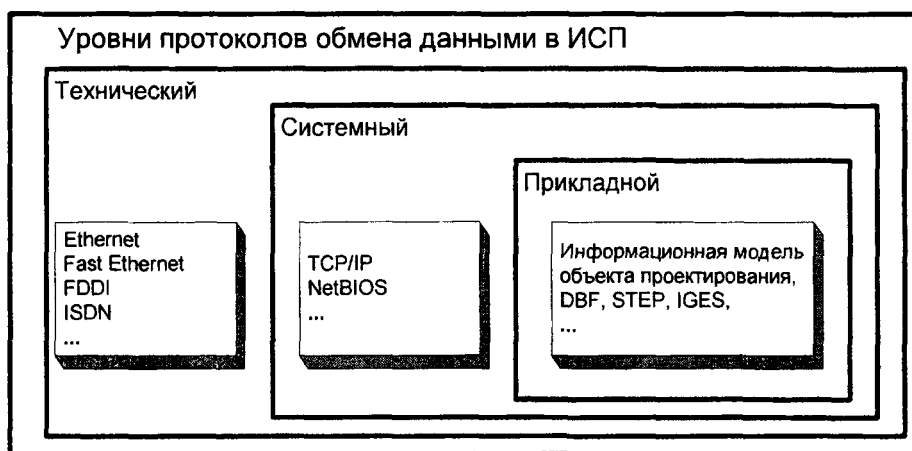 Уровни протоколов обмена данными в ИСП
Технический
Системный
Прикладной
Ethernet
Fast Ethernet
FDDI
ISDN
...
TCP/IP
NetBIOS
...
Информационная модель
объекта проектирования,
DBF, STEP, IGES,
...